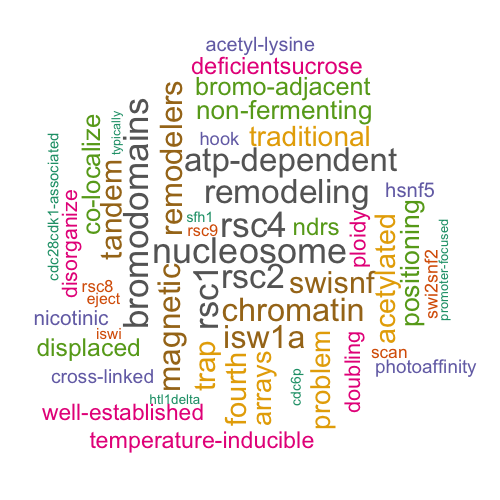 acetyl-lysine
deficientsucrose
bromo-adjacent
non-fermenting
hook
traditional
atp-dependent
remodeling
hsnf5
typically
co-localize
cdc28cdk1-associated
disorganize
tandem
bromodomains
remodelers
sfh1
rsc9
rsc4
ndrs
ploidy
acetylated
positioning
swi2snf2
promoter-focused
nucleosome
rsc8
eject
nicotinic
iswi
displaced
magnetic
rsc1
rsc2
swisnf
chromatin
isw1a
problem
doubling
scan
photoaffinity
cross-linked
trap
fourth
arrays
cdc6p
htl1delta
well-established
temperature-inducible